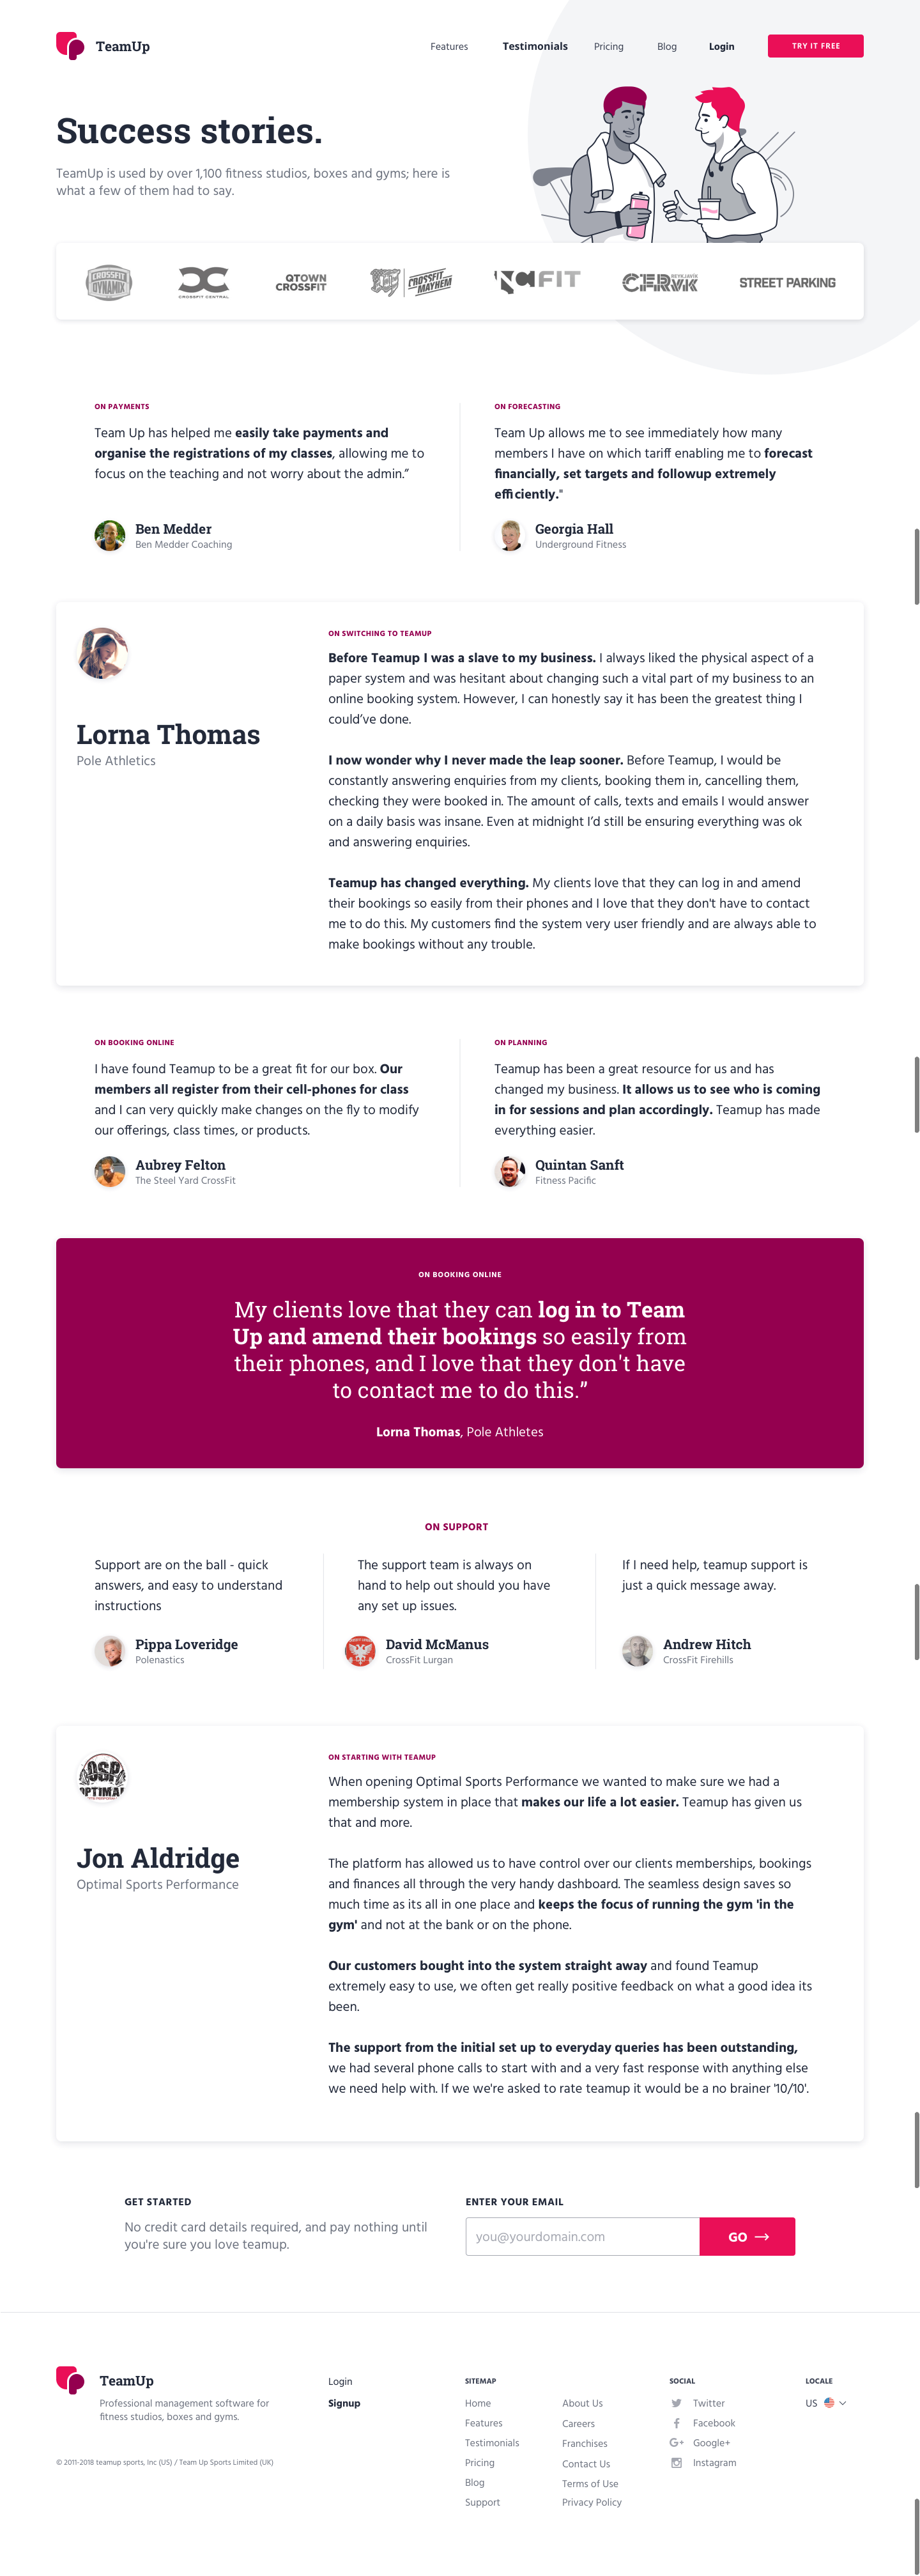 TeamUp
Features Testimonials Pricing Blog Login TRY IT FREE
Success stories.
TeamUp is used by over 1,100 fitness studios, boxes and gyms; here is
what a few of them had to say.
CROSSFIT
DYNAMIX
CROSSFIT CENTRAL
QTOWN
CROSSFIT
CROSSFIT
MAYHEM
FIT
REYKJAVÍK
STREET PARKING
ON PAYMENTS
Team Up has helped me easily take payments and
organise the registrations of my classes, allowing me to
focus on the teaching and not worry about the admin.”
Ben Medder
Ben Medder Coaching
ON FORECASTING
Team Up allows me to see immediately how many
members I have on which tariff enabling me to forecast
financially, set targets and followup extremely
efficiently."
Georgia Hall
Underground Fitness
Lorna Thomas
Pole Athletics
ON SWITCHING TO TEAMUP
Before Teamup I was a slave to my business. I always liked the physical aspect of a
paper system and was hesitant about changing such a vital part of my business to an
online booking system. However, I can honestly say it has been the greatest thing I
could’ve done.
I now wonder why I never made the leap sooner. Before Teamup, I would be
constantly answering enquiries from my clients, booking them in, cancelling them,
checking they were booked in. The amount of calls, texts and emails I would answer
on a daily basis was insane. Even at midnight I’d still be ensuring everything was ok
and answering enquiries.
Teamup has changed everything. My clients love that they can log in and amend
their bookings so easily from their phones and I love that they don't have to contact
me to do this. My customers find the system very user friendly and are always able to
make bookings without any trouble.
ON BOOKING ONLINE
I have found Teamup to be a great fit for our box. Our
members all register from their cell-phones for class
and I can very quickly make changes on the fly to modify
our offerings, class times, or products.
Aubrey Felton
The Steel Yard CrossFit
ON PLANNING
Teamup has been a great resource for us and has
changed my business. It allows us to see who is coming
in for sessions and plan accordingly. Teamup has made
everything easier.
Quintan Sanft
Fitness Pacific
ON BOOKING ONLINE
My clients love that they can log in to Team
Up and amend their bookings so easily from
their phones, and I love that they don't have
to contact me to do this.”
Lorna Thomas, Pole Athletes
ON SUPPORT
Support are on the ball - quick
answers, and easy to understand
instructions
Pippa Loveridge
Polenastics
The support team is always on
hand to help out should you have
any set up issues.
David McManus
CrossFit Lurgan
If I need help, teamup support is
just a quick message away.
Andrew Hitch
CrossFit Firehills
OSP
OPTIMAL
Jon Aldridge
Optimal Sports Performance
ON STARTING WITH TEAMUP
When opening Optimal Sports Performance we wanted to make sure we had a
membership system in place that makes our life a lot easier. Teamup has given us
that and more.
The platform has allowed us to have control over our clients memberships, bookings
and finances all through the very handy dashboard. The seamless design saves so
much time as its all in one place and keeps the focus of running the gym 'in the
gym' and not at the bank or on the phone.
Our customers bought into the system straight away and found Teamup
extremely easy to use, we often get really positive feedback on what a good idea its
been.
The support from the initial set up to everyday queries has been outstanding,
we had several phone calls to start with and a very fast response with anything else
we need help with. If we we're asked to rate teamup it would be a no brainer '10/10'.
GET STARTED
No credit card details required, and pay nothing until
you're sure you love teamup.
ENTER YOUR EMAIL
you@yourdomain.com GO
TeamUp
Professional management software for
fitness studios, boxes and gyms.
© 2011-2018 teamup sports, Inc (US) / Team Up Sports Limited (UK)
Login
Signup
SITEMAP
Home
Features
Testimonials
Pricing
Blog
Support
About Us
Careers
Franchises
Contact Us
Terms of Use
Privacy Policy
SOCIAL
Twitter
Facebook
Google+
Instagram
LOCALE
US